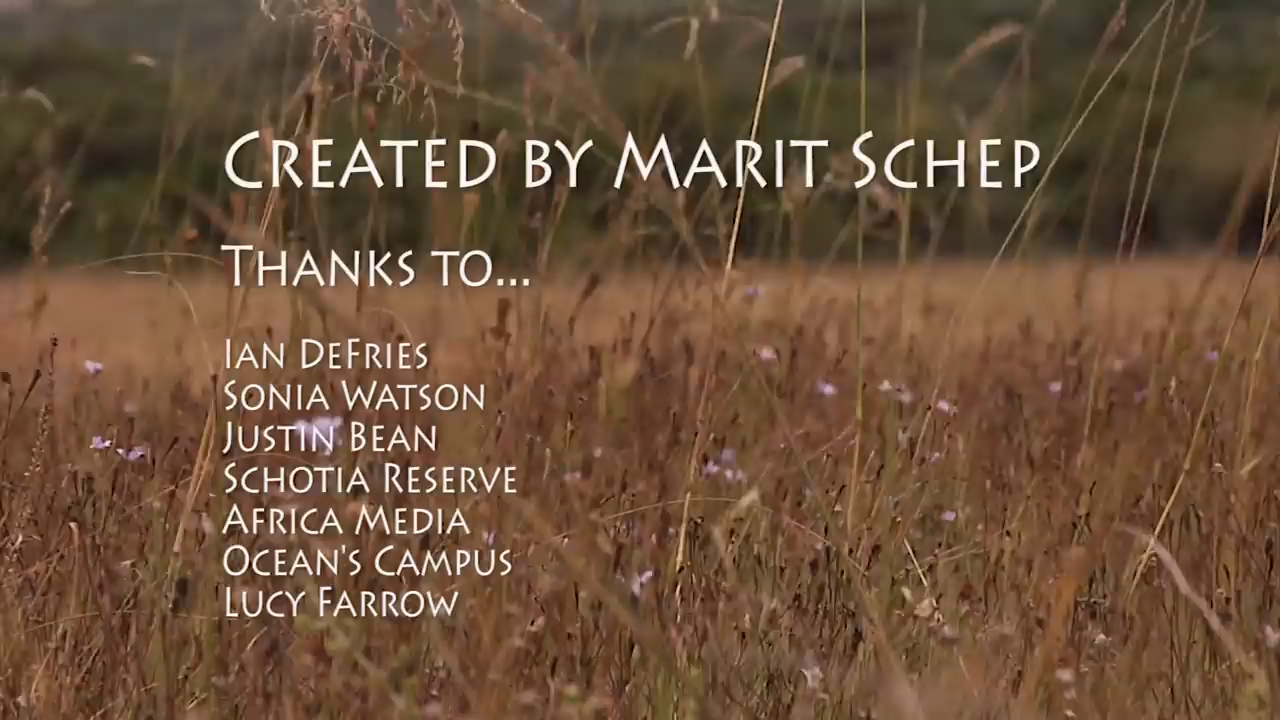 Created by Marit Schep
Thanks to...
Ian DeFries
Sonia Watson
Justin Bean
Schotia Reserve
Africa Media
Ocean's Campus
Lucy Farrow